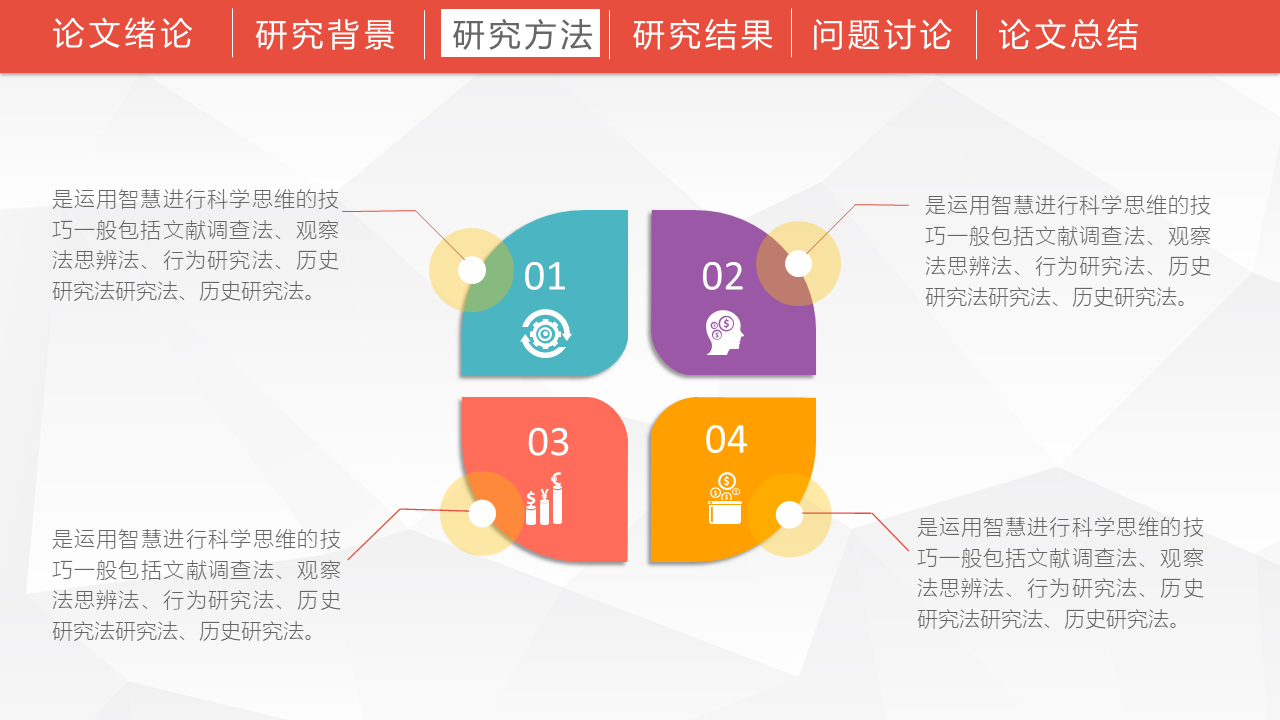 论文绪论
研究背景
研究方法
研究结果
问题讨论
论文总结
是运用智慧进行科学思维的技
巧一般包括文献调查法、观察
法思辨法、行为研究法、历史
研究法研究法、历史研究法。
01
02
是运用智慧进行科学思维的技
巧一般包括文献调查法、观察
法思辨法、行为研究法、历史
研究法研究法、历史研究法。
是运用智慧进行科学思维的技
巧一般包括文献调查法、观察
法思辨法、行为研究法、历史
研究法研究法、历史研究法。
03
04
是运用智慧进行科学思维的技
巧一般包括文献调查法、观察
法思辨法、行为研究法、历史
研究法研究法、历史研究法。